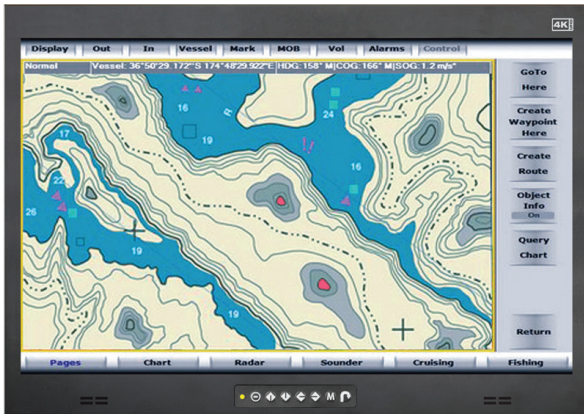 4K
Display Out In Vessel Mark MOB Vol Alarms Control
Normal Vessel: 36°50'29.172"S 174°48'29.922"E HDG:158° M COG:166° M SOG:1.2 m/s*
GoTo
Here
Create
Waypoint
Here
Create
Route
Object
Info
On
Query
Chart
Return
16
R
19
24
17
22
16
26
19
19
Pages Chart Radar Sounder Cruising Fishing
M